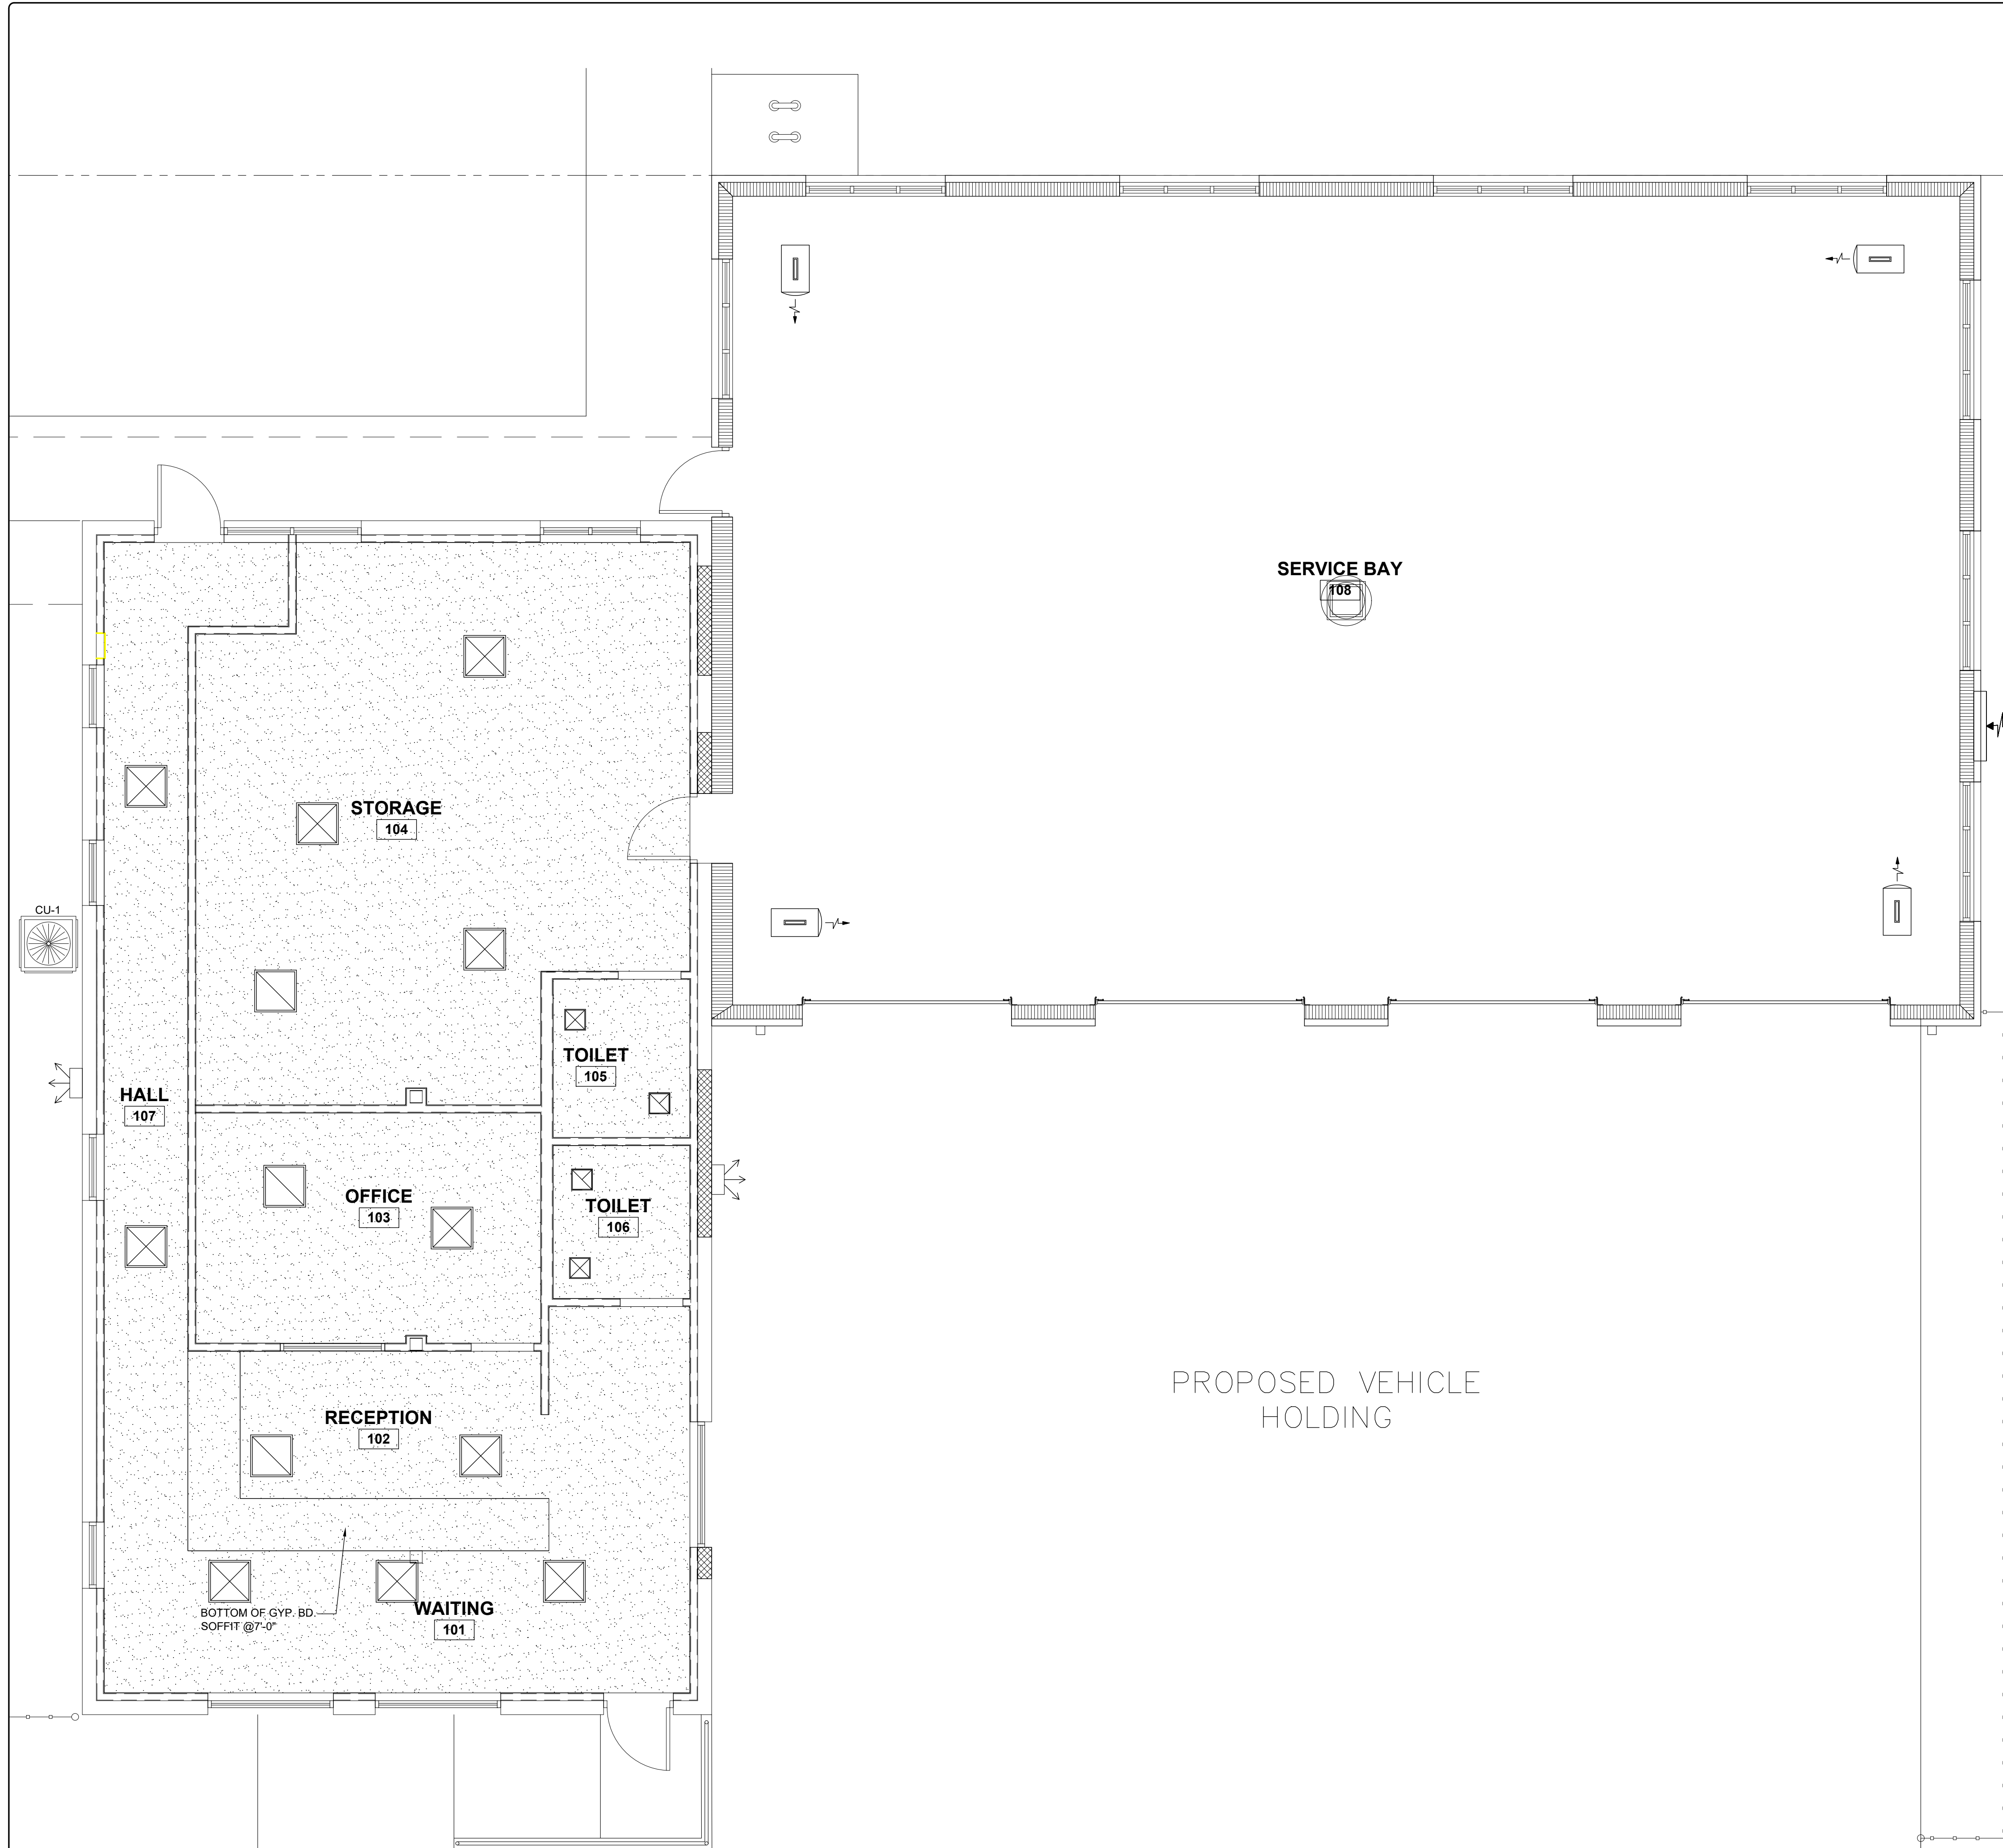 SERVICE BAY
108
STORAGE
104
CU-1
TOILET
105
HALL
107
OFFICE
103
TOILET
106
PROPOSED VEHICLE
HOLDING
RECEPTION
102
BOTTOM OF GYP. BD.
SOFFIT @7'-0"
WAITING
101